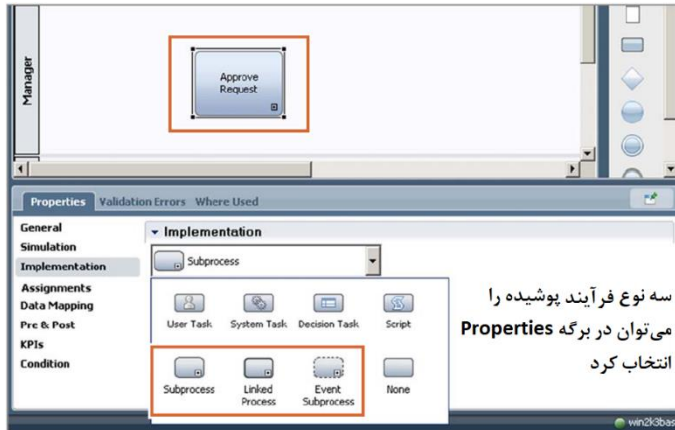 Manager
Approve
Request
Properties Validation Errors Where Used
General
Simulation
Implementation
Assignments
Data Mapping
Pre & Post
KPIs
Condition
Implementation
Subprocess
User Task System Task Decision Task Script
Subprocess Linked Process Event Subprocess None
سه نوع فرآیند پوشیده را
می‌توان در برگه Properties
انتخاب کرد
win2k3bas